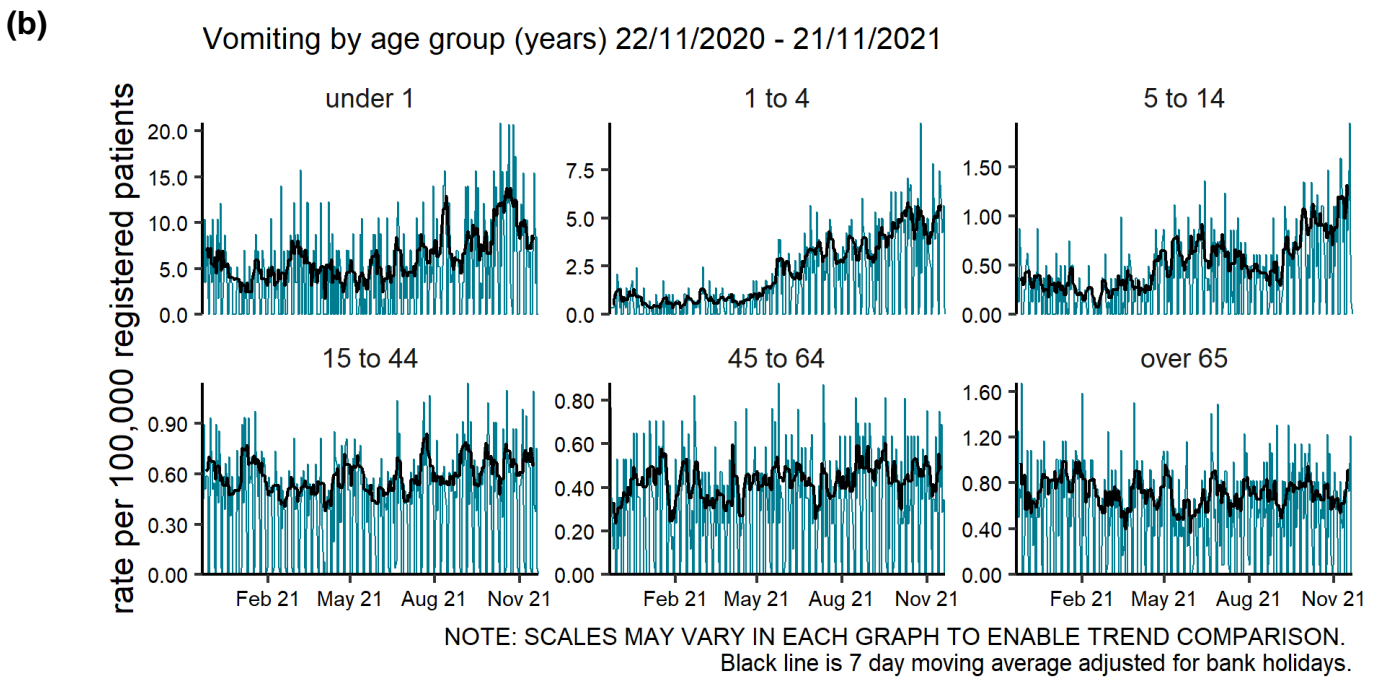 (b)
Vomiting by age group (years) 22/11/2020 - 21/11/2021
rate per 100,000 registered patients
under 1
20.0
15.0
10.0
5.0
0.0
1 to 4
7.5
5.0
2.5
0.0
5 to 14
1.50
1.00
0.50
0.00
15 to 44
0.90
0.60
0.30
0.00
Feb 21 May 21 Aug 21 Nov 21
45 to 64
0.80
0.60
0.40
0.20
0.00
Feb 21 May 21 Aug 21 Nov 21
over 65
1.60
1.20
0.80
0.40
0.00
Feb 21 May 21 Aug 21 Nov 21
NOTE: SCALES MAY VARY IN EACH GRAPH TO ENABLE TREND COMPARISON.
Black line is 7 day moving average adjusted for bank holidays.